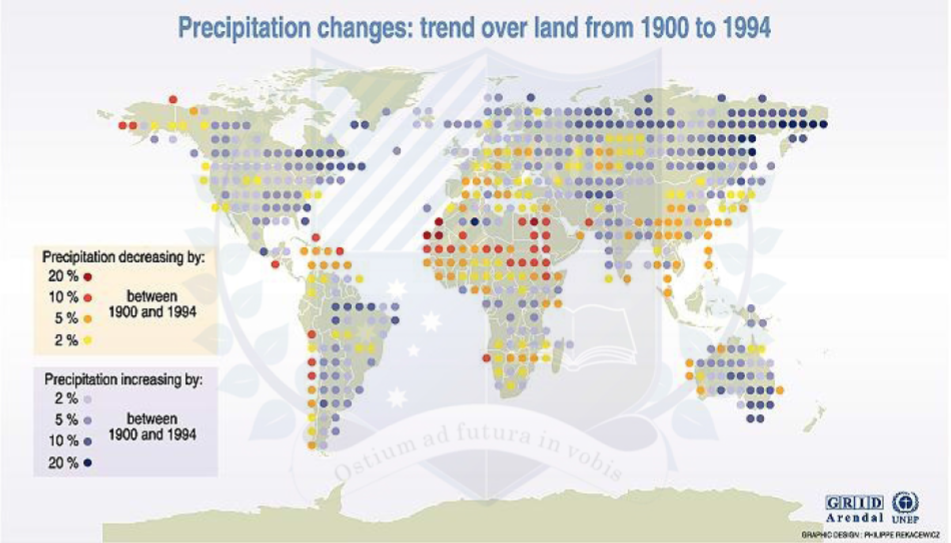 Precipitation changes: trend over land from 1900 to 1994
Precipitation decreasing by:
20 %
10 %
5 %
2 %
between
1900 and 1994
Precipitation increasing by:
2 %
5 %
10 %
20 %
between
1900 and 1994
Ostium ad futura in vobis
GRID
Arendal
UNEP
GRAPHIC DESIGN : PHILIPPE REKACEWICZ